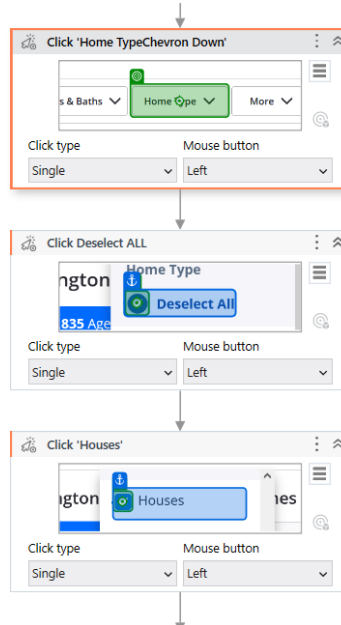 Click 'Home TypeChevron Down'
s & Baths
Home
pe
More
Click type
Mouse button
Single
Left
Click Deselect ALL
ngton
Home Type
Deselect All
835 Age
Click type
Mouse button
Single
Left
Click 'Houses'
ngton
Houses
nes
Click type
Mouse button
Single
Left